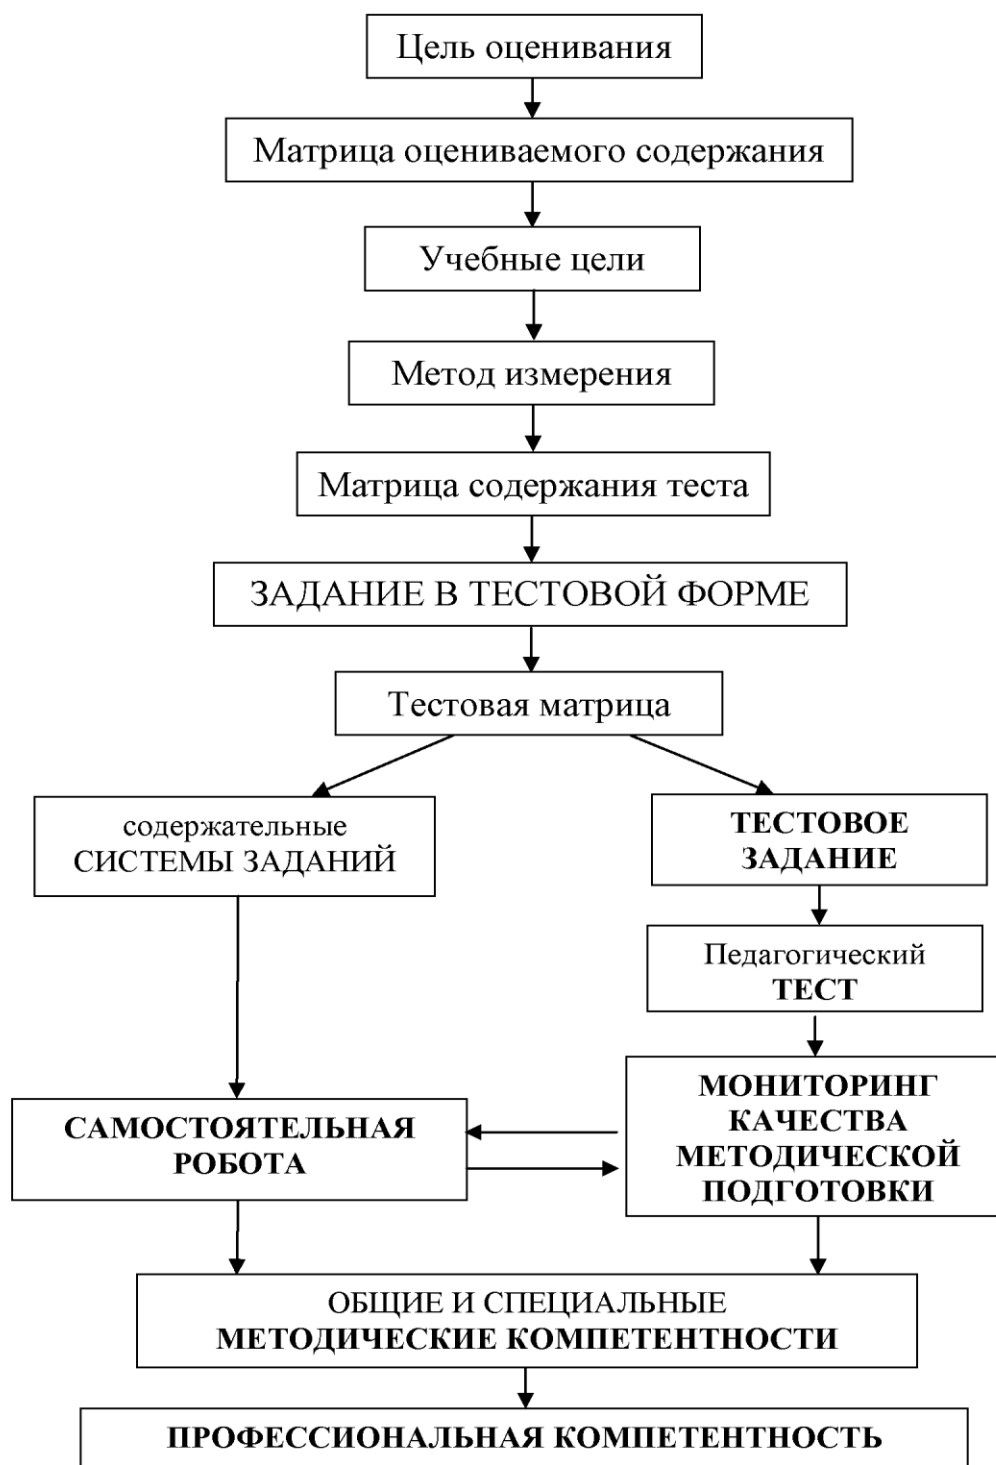 Цель оценивания
Матрица оцениваемого содержания
Учебные цели
Метод измерения
Матрица содержания теста
ЗАДАНИЕ В ТЕСТОВОЙ ФОРМЕ
Тестовая матрица
содержательные
СИСТЕМЫ ЗАДАНИЙ
ТЕСТОВОЕ
ЗАДАНИЕ
Педагогический
ТЕСТ
САМОСТОЯТЕЛЬНАЯ
РОБОТА
МОНИТОРИНГ
КАЧЕСТВА
МЕТОДИЧЕСКОЙ
ПОДГОТОВКИ
ОБЩИЕ И СПЕЦИАЛЬНЫЕ
МЕТОДИЧЕСКИЕ КОМПЕТЕНТНОСТИ
ПРОФЕССИОНАЛЬНАЯ КОМПЕТЕНТНОСТЬ